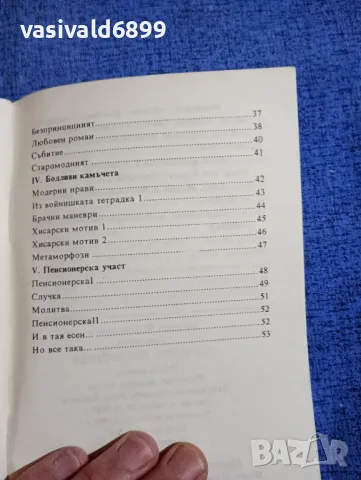 vasivald6899
Безпринципният 37
Любовен роман 38
Събитие 40
Старомодният 41
IV. Бодливи камъчета
Модерни нрави 42
Из войнишката тетрадка 1 43
Брачни маневри 44
Хисарски мотив 1 45
Хисарски мотив 2 46
Метаморфози 47
V. Пенсионерска участ
ПенсионерскаI 48
Случка 49
Молитва 51
ПенсионерскаII 52
И в тая есен 52
Но все така 53
BAZAR